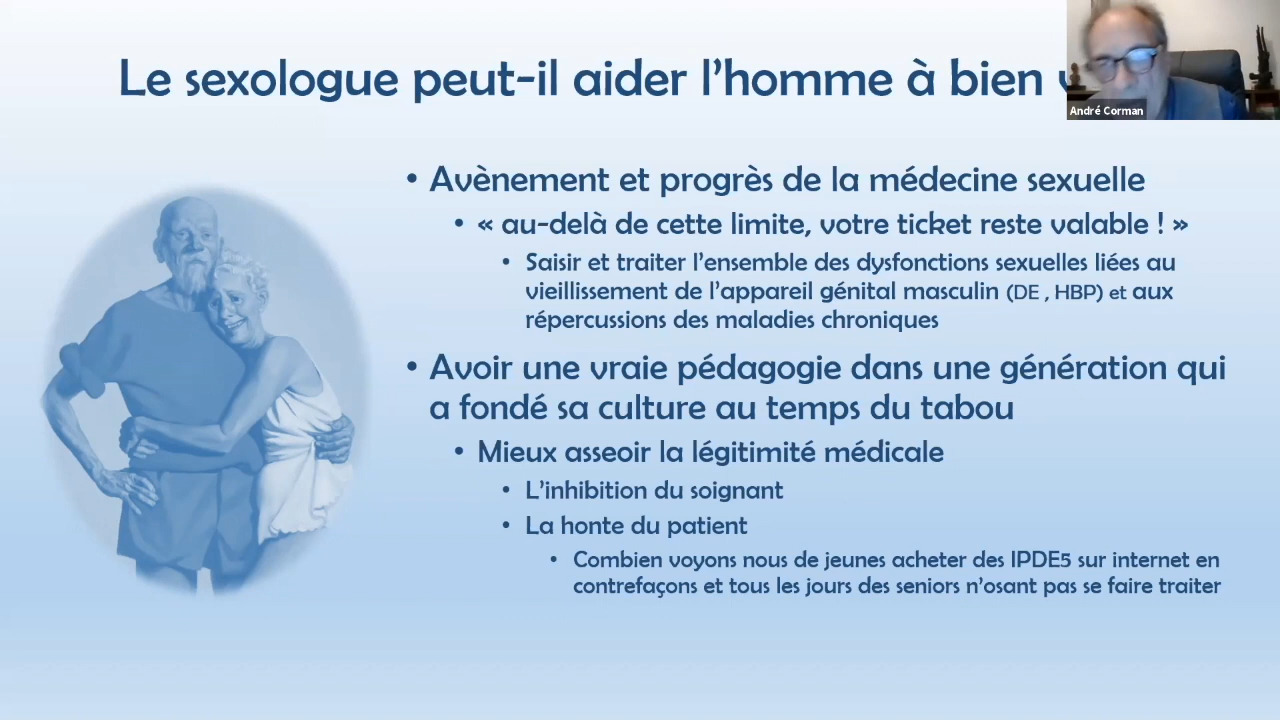 Le sexologue peut-il aider l'homme à bien
André Corman
• Avènement et progrès de la médecine sexuelle
• « au-delà de cette limite, votre ticket reste valable ! »
• Saisir et traiter l'ensemble des dysfonctions sexuelles liées au
vieillissement de l'appareil génital masculin (DE , HBP) et aux
répercussions des maladies chroniques
• Avoir une vraie pédagogie dans une génération qui
a fondé sa culture au temps du tabou
• Mieux asseoir la légitimité médicale
• L'inhibition du soignant
• La honte du patient
• Combien voyons nous de jeunes acheter des IPDE5 sur internet en
contrefaçons et tous les jours des seniors n'osant pas se faire traiter